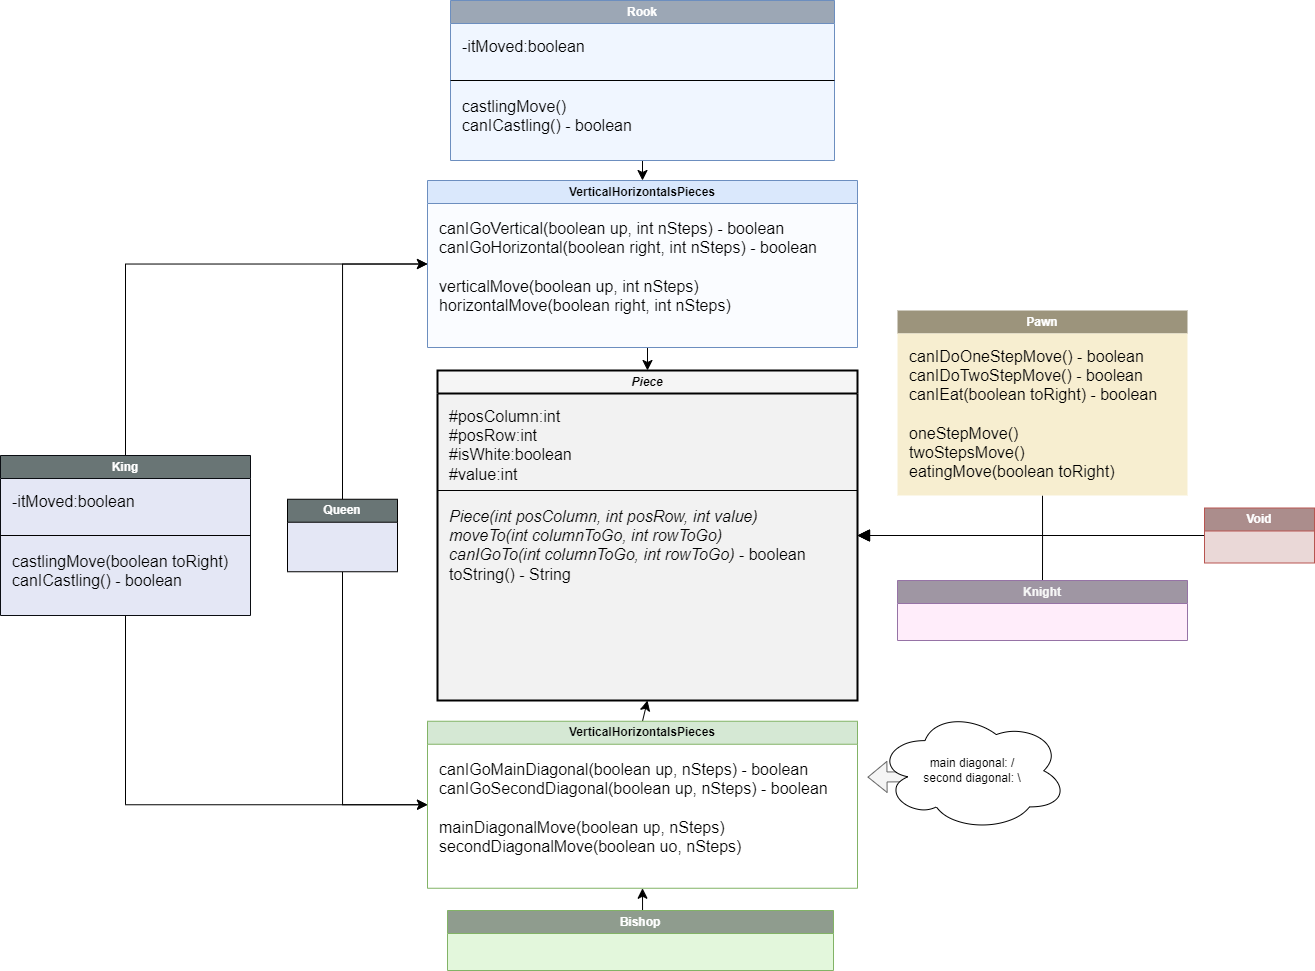 Rook
-itMoved:boolean
castlingMove()
canICastling() - boolean
VerticalHorizontalsPieces
canIGoVertical(boolean up, int nSteps) - boolean
canIGoHorizontal(boolean right, int nSteps) - boolean
verticalMove(boolean up, int nSteps)
horizontalMove(boolean right, int nSteps)
Piece
#posColumn:int
#posRow:int
#isWhite:boolean
#value:int
Piece(int posColumn, int posRow, int value)
moveTo(int columnToGo, int rowToGo)
canIGoTo(int columnToGo, int rowToGo) - boolean
toString() - String
Pawn
canIDoOneStepMove() - boolean
canIDoTwoStepMove() - boolean
canIEat(boolean toRight) - boolean
oneStepMove()
twoStepsMove()
eatingMove(boolean toRight)
King
-itMoved:boolean
castlingMove(boolean toRight)
canICastling() - boolean
Queen
Void
Knight
VerticalHorizontalsPieces
canIGoMainDiagonal(boolean up, nSteps) - boolean
canIGoSecondDiagonal(boolean up, nSteps) - boolean
mainDiagonalMove(boolean up, nSteps)
secondDiagonalMove(boolean uo, nSteps)
main diagonal: /
second diagonal: \
Bishop